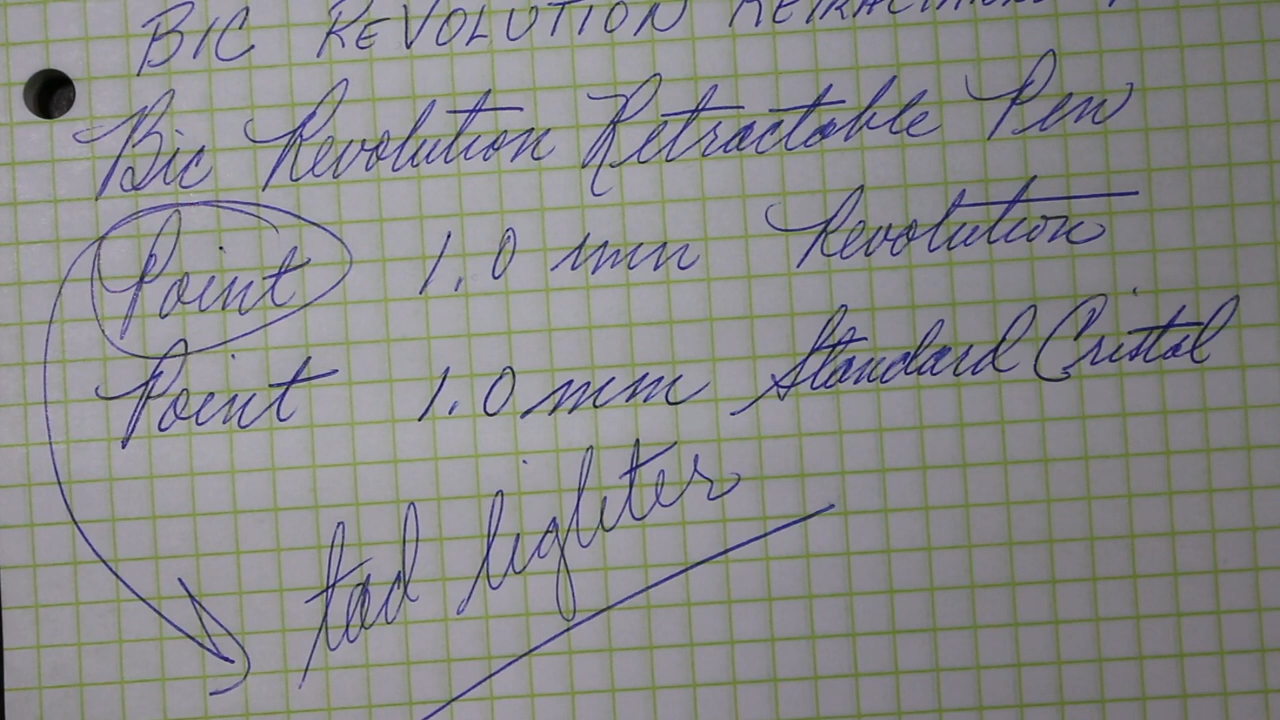 BIC REVOLUTION RETRACTABLE
Bic Revolution Retractable Pen
Point 1.0 mm Revolution
Point 1.0 mm Standard Cristal
tad lighter